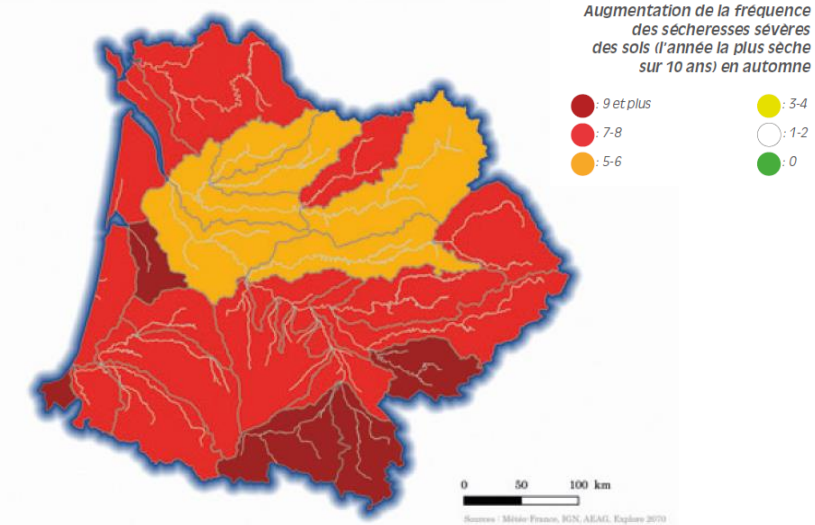 Augmentation de la fréquence
des sécheresses sévères
des sols (l'année la plus sèche
sur 10 ans) en automne
: 9 et plus
: 7-8
: 5-6
: 3-4
: 1-2
: 0
0 50 100 km
Sources : Météo-France, IGN, AEAG, Explore 2070